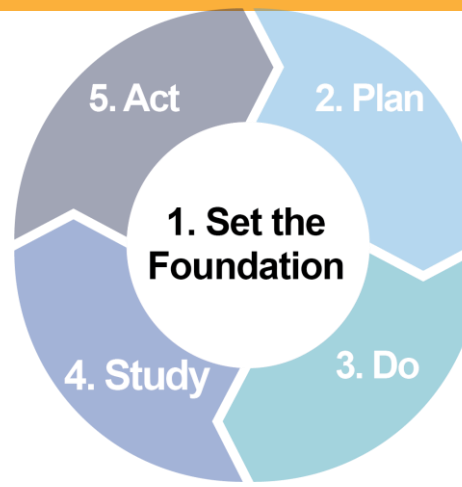 1. Set the
Foundation
2. Plan
3. Do
4. Study
5. Act